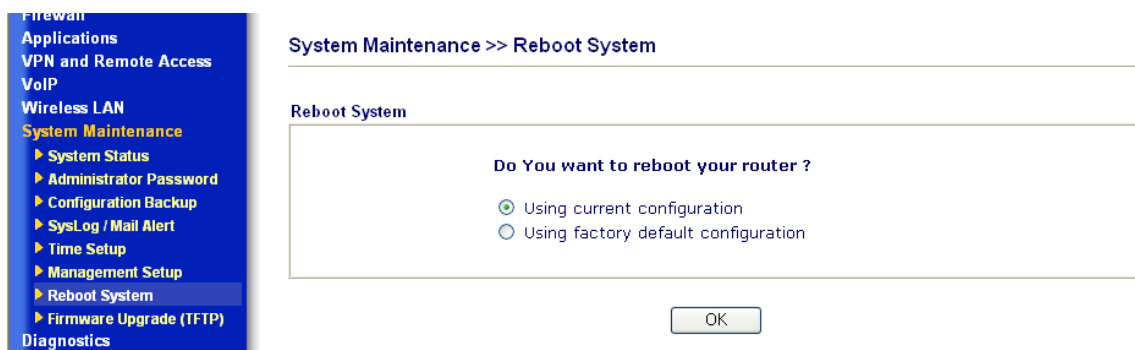 Firewall
Applications
VPN and Remote Access
VoIP
Wireless LAN
System Maintenance
System Status
Administrator Password
Configuration Backup
SysLog / Mail Alert
Time Setup
Management Setup
Reboot System
Firmware Upgrade (TFTP)
Diagnostics
System Maintenance >> Reboot System
Reboot System
Do You want to reboot your router ?
Using current configuration
Using factory default configuration
OK